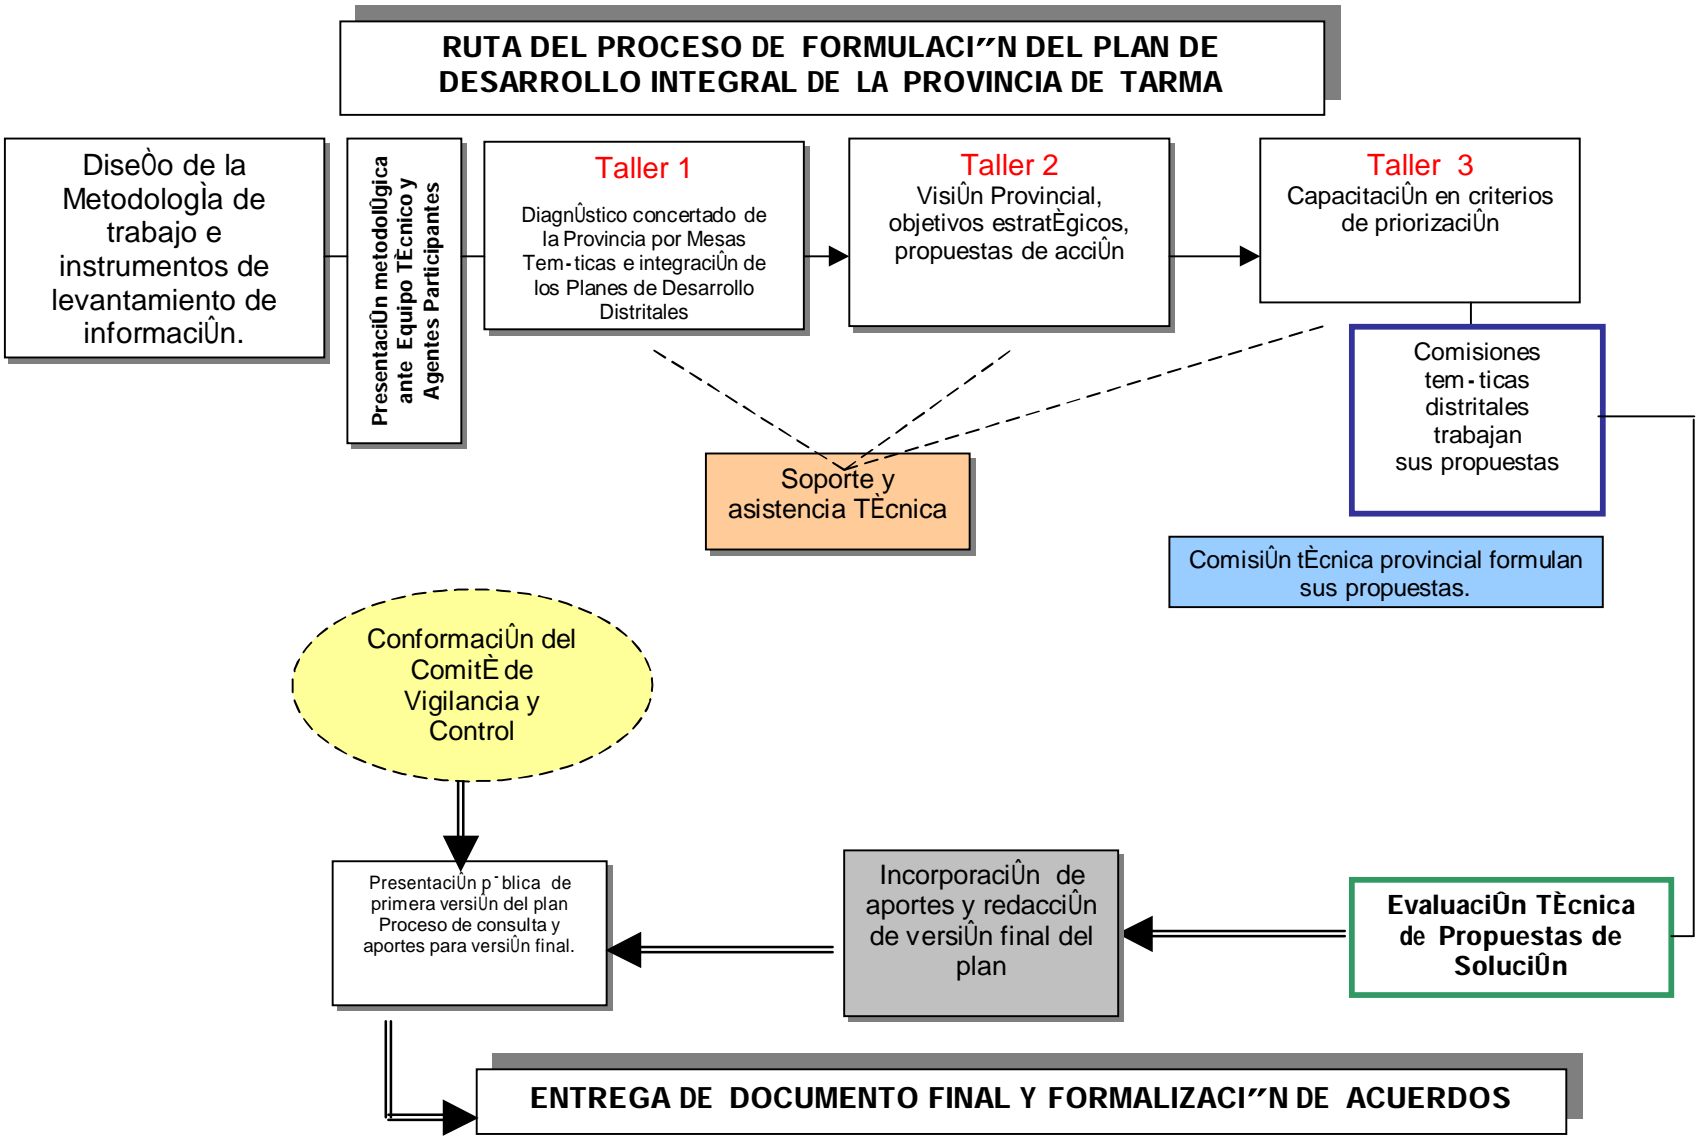 RUTA DEL PROCESO DE FORMULACI”N DEL PLAN DE
DESARROLLO INTEGRAL DE LA PROVINCIA DE TARMA
DiseÒo de la
MetodologÌa de
trabajo e
instrumentos de
levantamiento de
informaciÛn.
PresentaciÛn metodolÛgica
ante Equipo TÈcnico y
Agentes Participantes
Taller 1
DiagnÛstico concertado de
la Provincia por Mesas
Tem·ticas e integraciÛn de
los Planes de Desarrollo
Distritales
Taller 2
VisiÛn Provincial,
objetivos estratÈgicos,
propuestas de acciÛn
Taller 3
CapacitaciÛn en criterios
de priorizaciÛn
Comisiones
tem·ticas
distritales
trabajan
sus propuestas
Soporte y
asistencia TÈcnica
ComisiÛn tÈcnica provincial formulan
sus propuestas.
ConformaciÛn del
ComitÈ de
Vigilancia y
Control
PresentaciÛn p˙blica de
primera versiÛn del plan
Proceso de consulta y
aportes para versiÛn final.
IncorporaciÛn de
aportes y redacciÛn
de versiÛn final del
plan
EvaluaciÛn TÈcnica
de Propuestas de
SoluciÛn
ENTREGA DE DOCUMENTO FINAL Y FORMALIZACI”N DE ACUERDOS